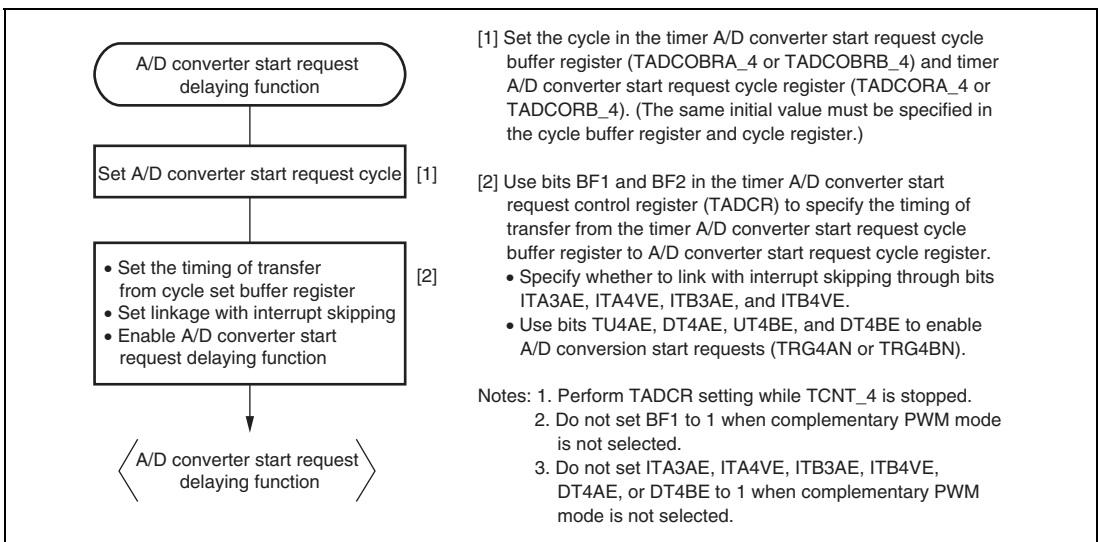 A/D converter start request
delaying function
Set A/D converter start request cycle [1]
• Set the timing of transfer
from cycle set buffer register
• Set linkage with interrupt skipping
• Enable A/D converter start
request delaying function
[2]
A/D converter start request
delaying function
[1] Set the cycle in the timer A/D converter start request cycle
buffer register (TADCOBRA_4 or TADCOBRB_4) and timer
A/D converter start request cycle register (TADCORA_4 or
TADCORB_4). (The same initial value must be specified in
the cycle buffer register and cycle register.)
[2] Use bits BF1 and BF2 in the timer A/D converter start
request control register (TADCR) to specify the timing of
transfer from the timer A/D converter start request cycle
buffer register to A/D converter start request cycle register.
• Specify whether to link with interrupt skipping through bits
ITA3AE, ITA4VE, ITB3AE, and ITB4VE.
• Use bits TU4AE, DT4AE, UT4BE, and DT4BE to enable
A/D conversion start requests (TRG4AN or TRG4BN).
Notes: 1. Perform TADCR setting while TCNT_4 is stopped.
2. Do not set BF1 to 1 when complementary PWM mode
is not selected.
3. Do not set ITA3AE, ITA4VE, ITB3AE, ITB4VE,
DT4AE, or DT4BE to 1 when complementary PWM
mode is not selected.